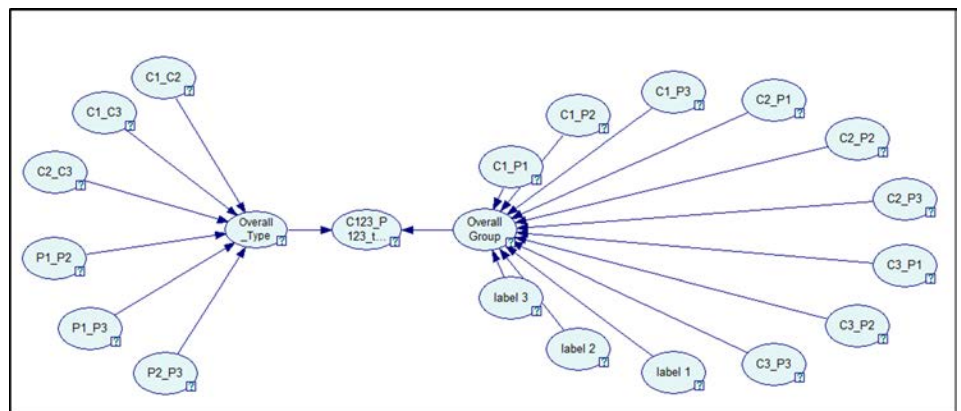 C1_C2
C1_C3
C2_C3
P1_P2
P1_P3
P2_P3
Overall
_Type
C123_P
123_t...
Overall
Group
C1_P1
C1_P2
C1_P3
C2_P1
C2_P2
C2_P3
C3_P1
C3_P2
C3_P3
label 1
label 2
label 3